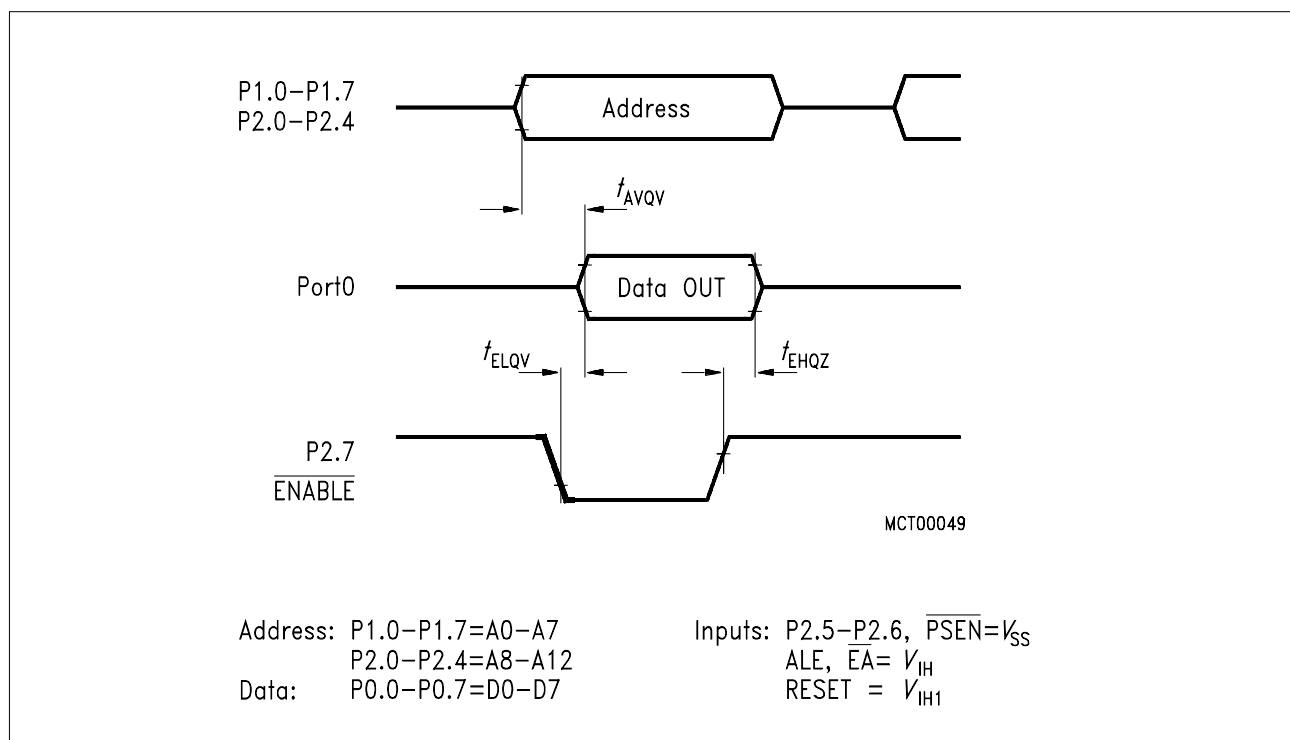 P1.0–P1.7
P2.0–P2.4
Address
tAVQV
Port0
Data OUT
tELQV
tEHQZ
P2.7
ENABLE
MCT00049
Address: P1.0–P1.7=A0–A7
P2.0–P2.4=A8–A12
Data: P0.0–P0.7=D0–D7
Inputs: P2.5–P2.6, PSEN=VSS
ALE, EA= VIH
RESET = VIH1